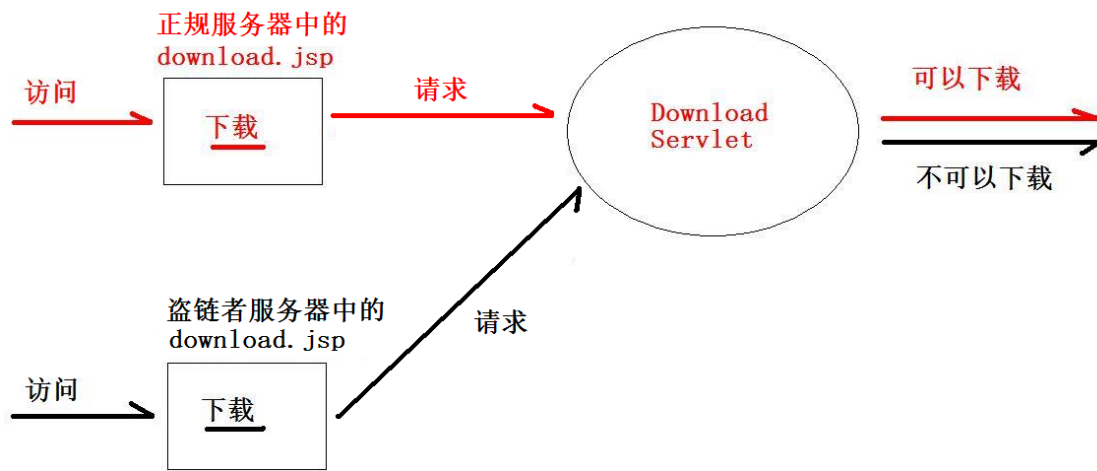 正规服务器中的
download.jsp
访问
下载
请求
Download
Servlet
可以下载
不可以下载
盗链者服务器中的
download.jsp
访问
下载
请求